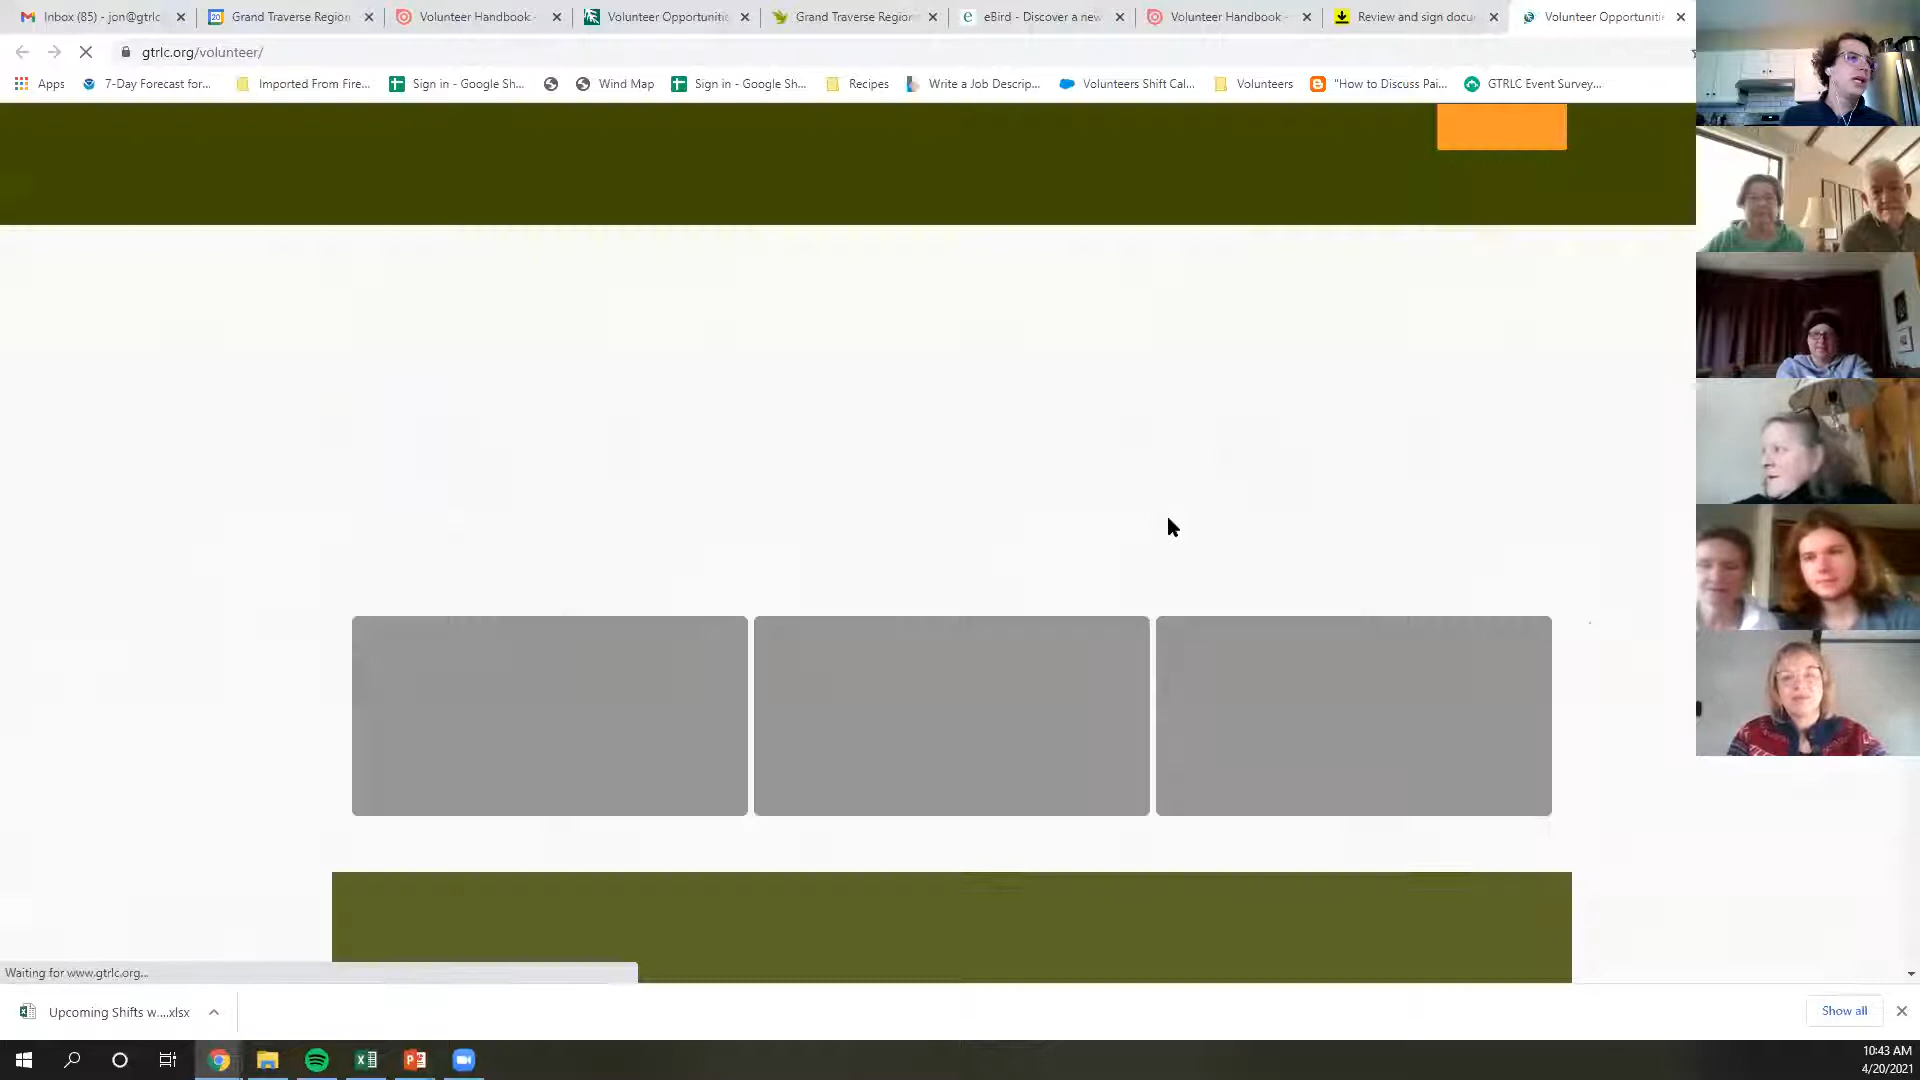 Inbox (85) - jon@gtrlc
Grand Traverse Region
Volunteer Handbook -
Volunteer Opportuniti
Grand Traverse Region
eBird - Discover a new
Volunteer Handbook -
Review and sign docu
Volunteer Opportuniti
gtrlc.org/volunteer/
Apps
7-Day Forecast for...
Imported From Fire...
Sign in - Google Sh...
Wind Map
Sign in - Google Sh...
Recipes
Write a Job Descrip...
Volunteers Shift Cal...
Volunteers
"How to Discuss Pai...
GTRLC Event Survey...
Waiting for www.gtrlc.org...
Upcoming Shifts w....xlsx
Show all
10:43 AM
4/20/2021